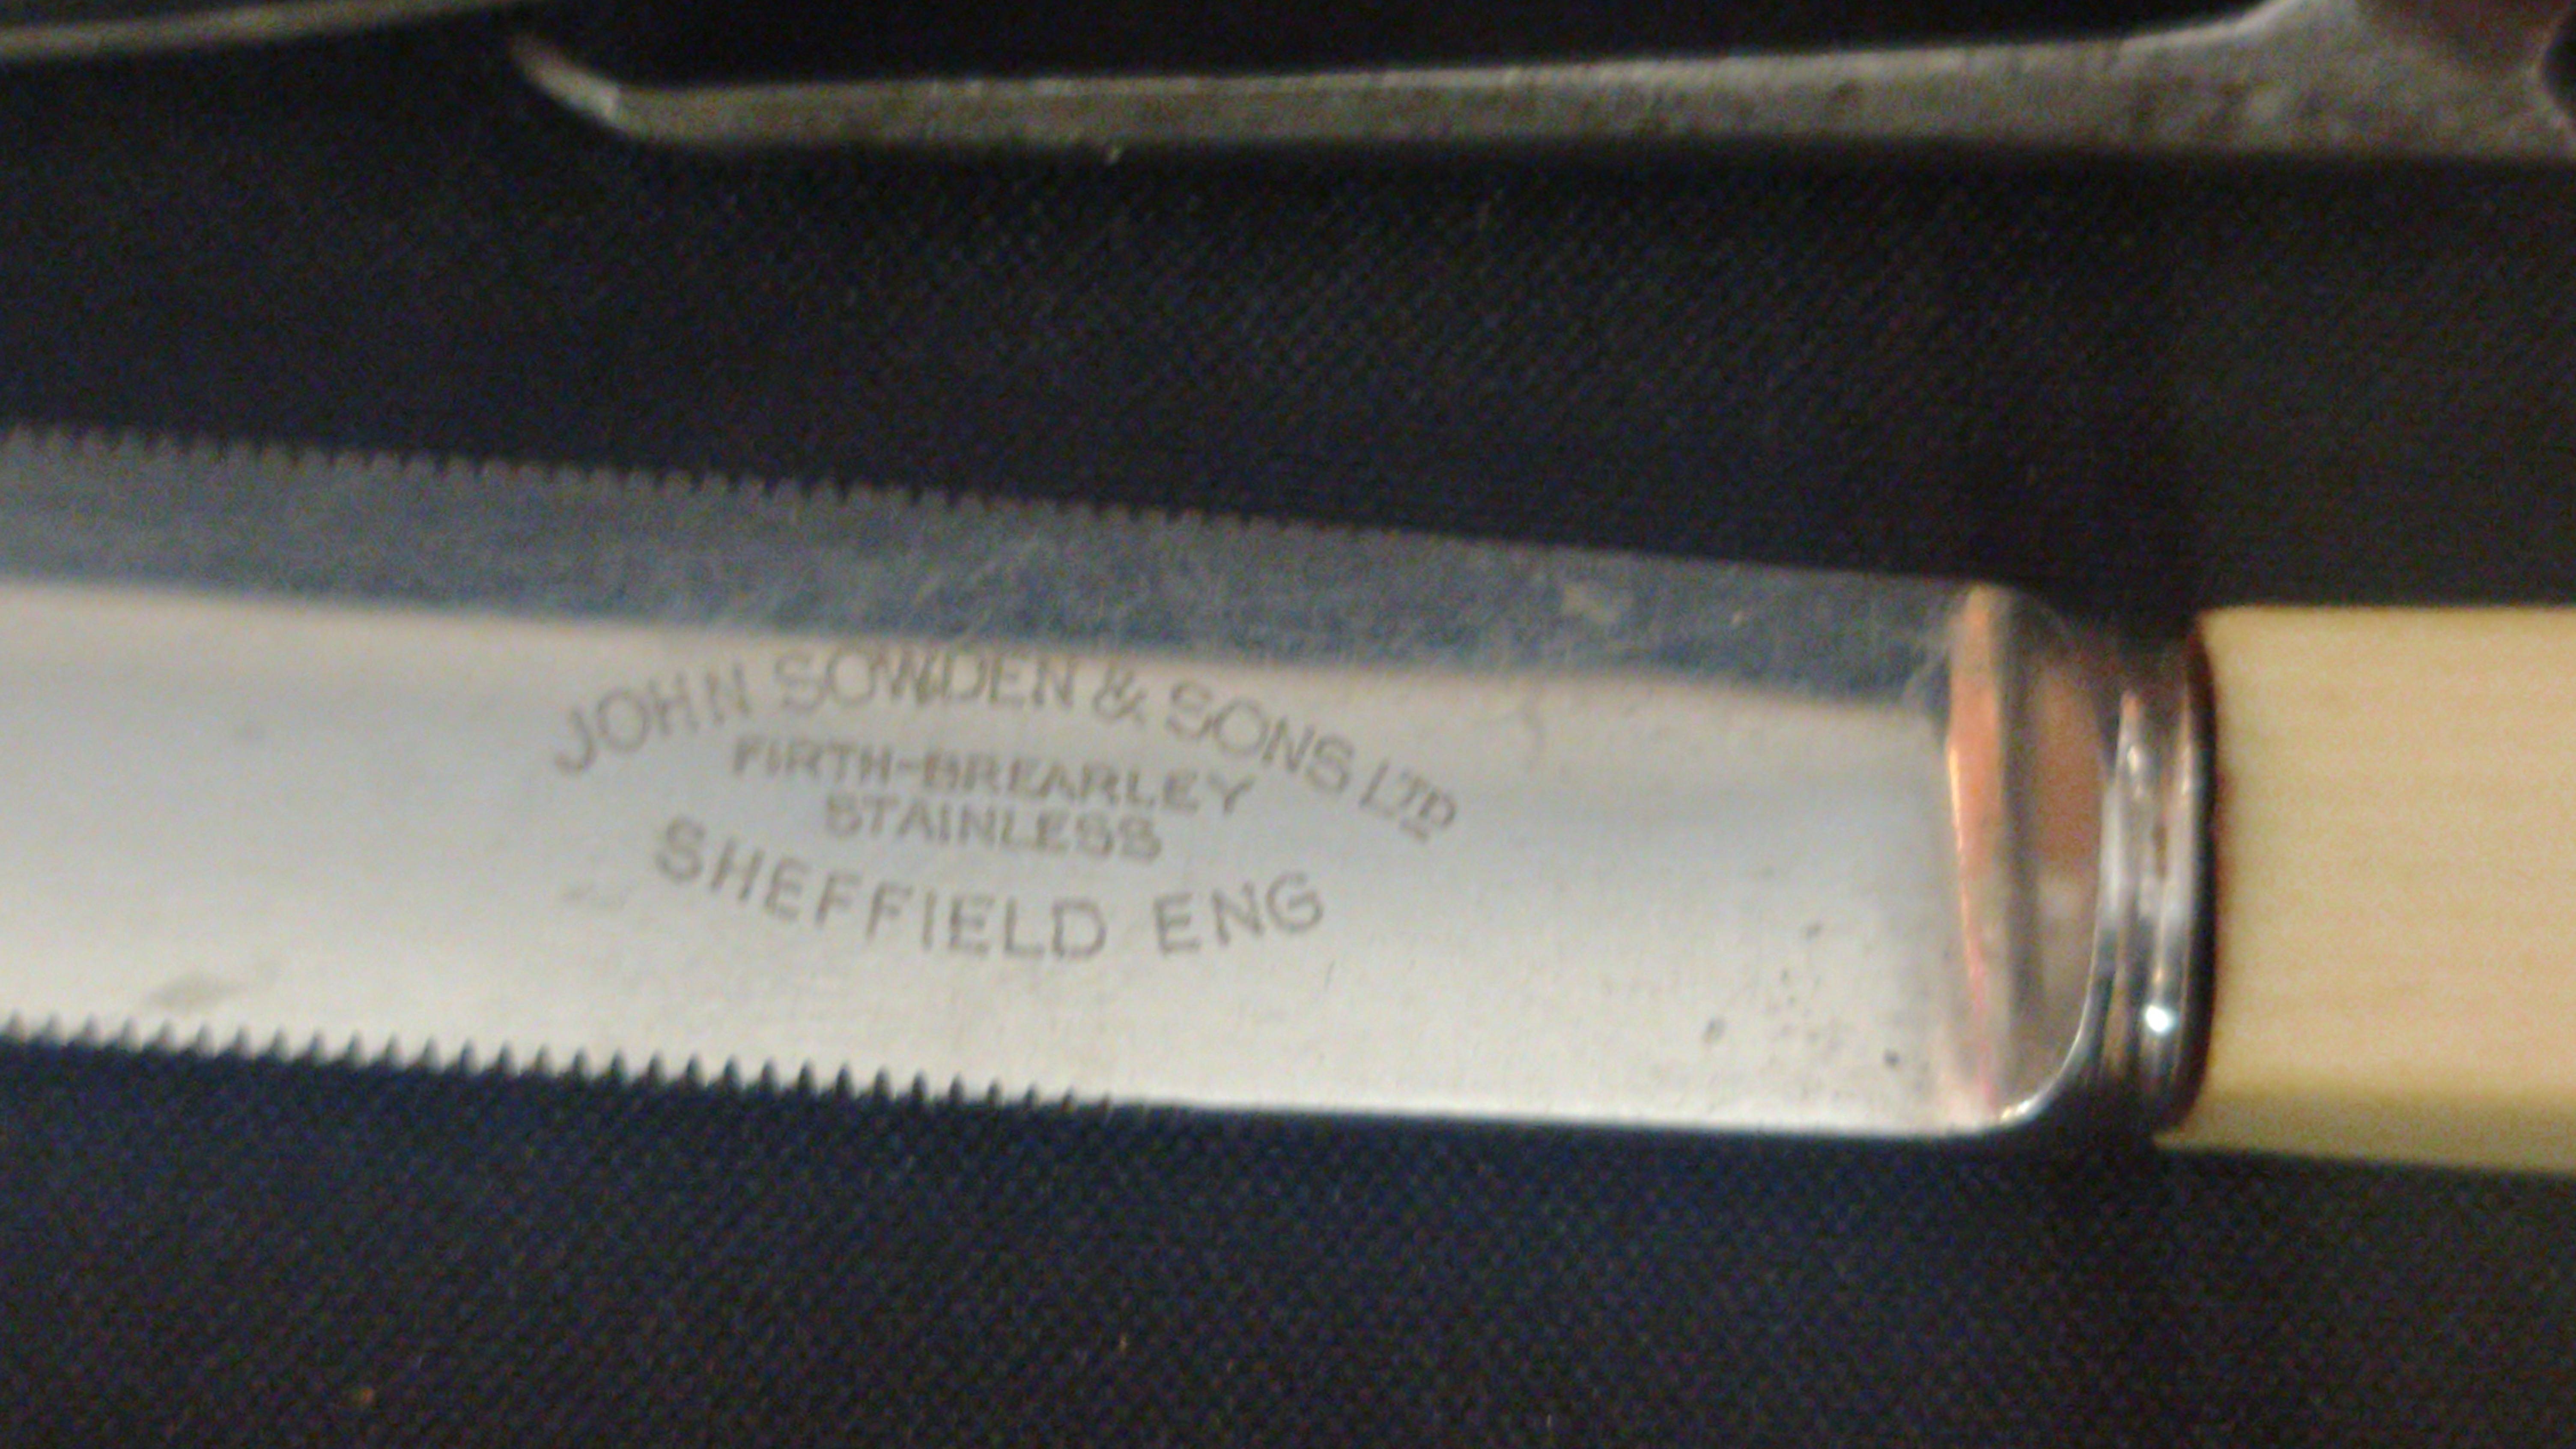 JOHN SOWDEN & SONS LTD
FIRTH-BREARLEY
STAINLESS
SHEFFIELD ENG